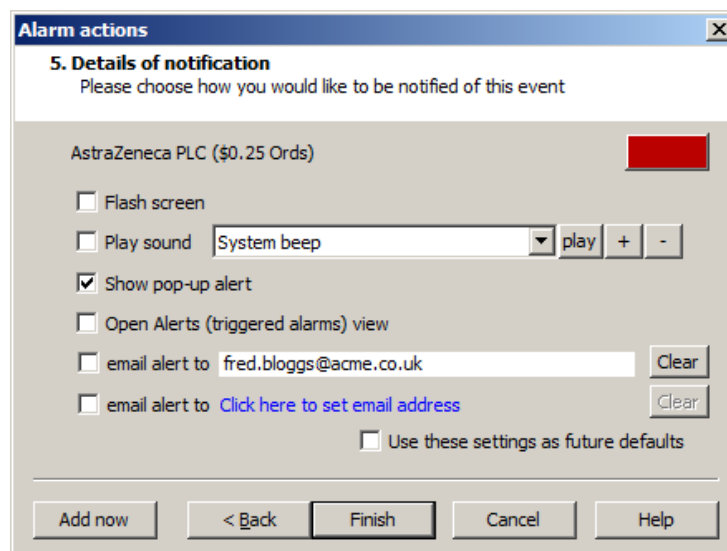 Alarm actions
5. Details of notification
Please choose how you would like to be notified of this event
AstraZeneca PLC ($0.25 Ords)
Flash screen
Play sound System beep play + -
Show pop-up alert
Open Alerts (triggered alarms) view
email alert to fred.bloggs@acme.co.uk Clear
email alert to Click here to set email address Clear
Use these settings as future defaults
Add now < Back Finish Cancel Help